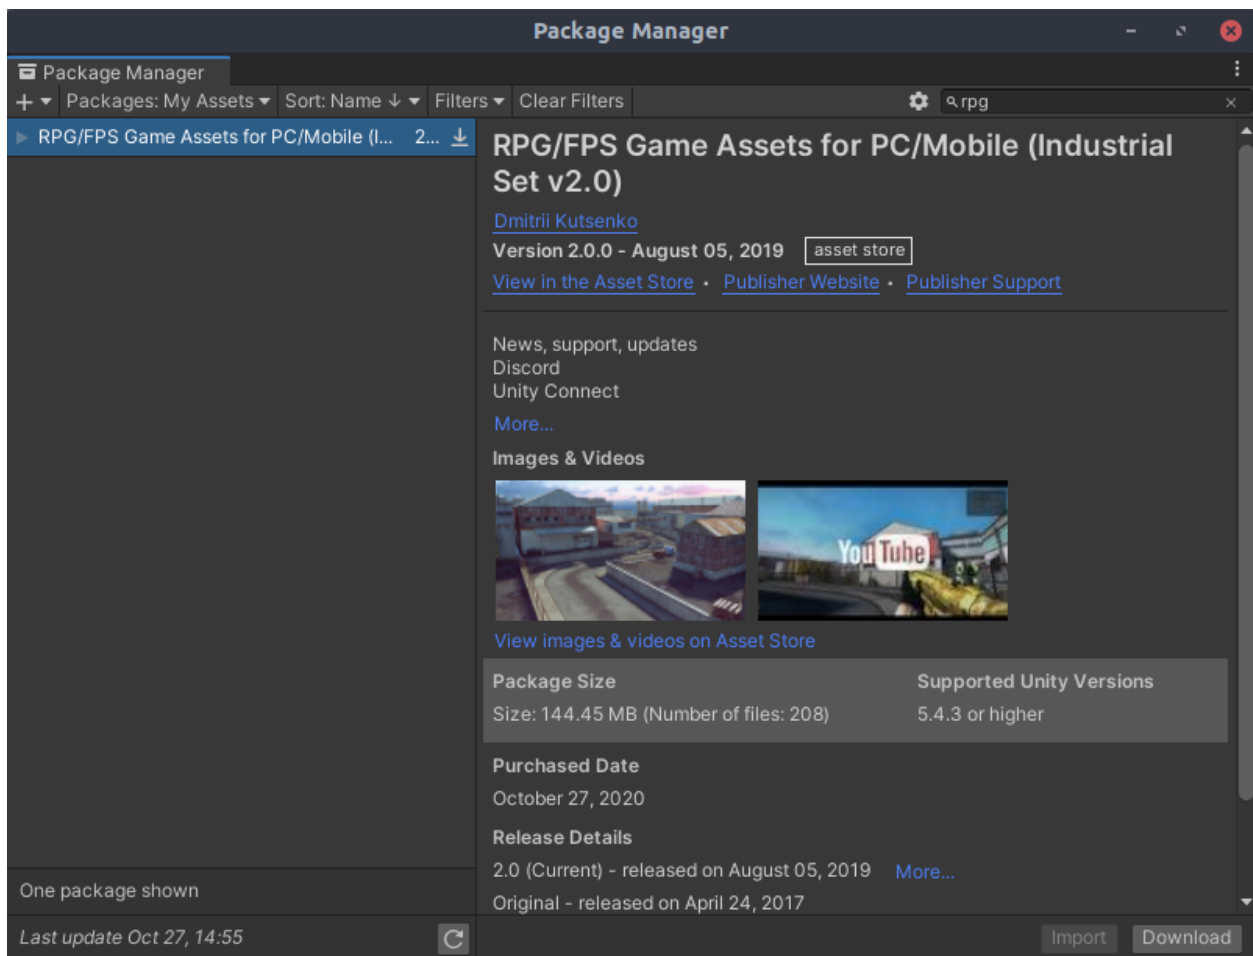 Package Manager
Package Manager
Packages: My Assets
Sort: Name
Filters
Clear Filters
rpg
RPG/FPS Game Assets for PC/Mobile (I... 2...
RPG/FPS Game Assets for PC/Mobile (Industrial
Set v2.0)
Dmitrii Kutsenko
Version 2.0.0 - August 05, 2019 asset store
View in the Asset Store • Publisher Website • Publisher Support
News, support, updates
Discord
Unity Connect
More...
Images & Videos
YouTube
View images & videos on Asset Store
Package Size
Size: 144.45 MB (Number of files: 208)
Supported Unity Versions
5.4.3 or higher
Purchased Date
October 27, 2020
Release Details
2.0 (Current) - released on August 05, 2019 More...
Original - released on April 24, 2017
One package shown
Last update Oct 27, 14:55
Import
Download